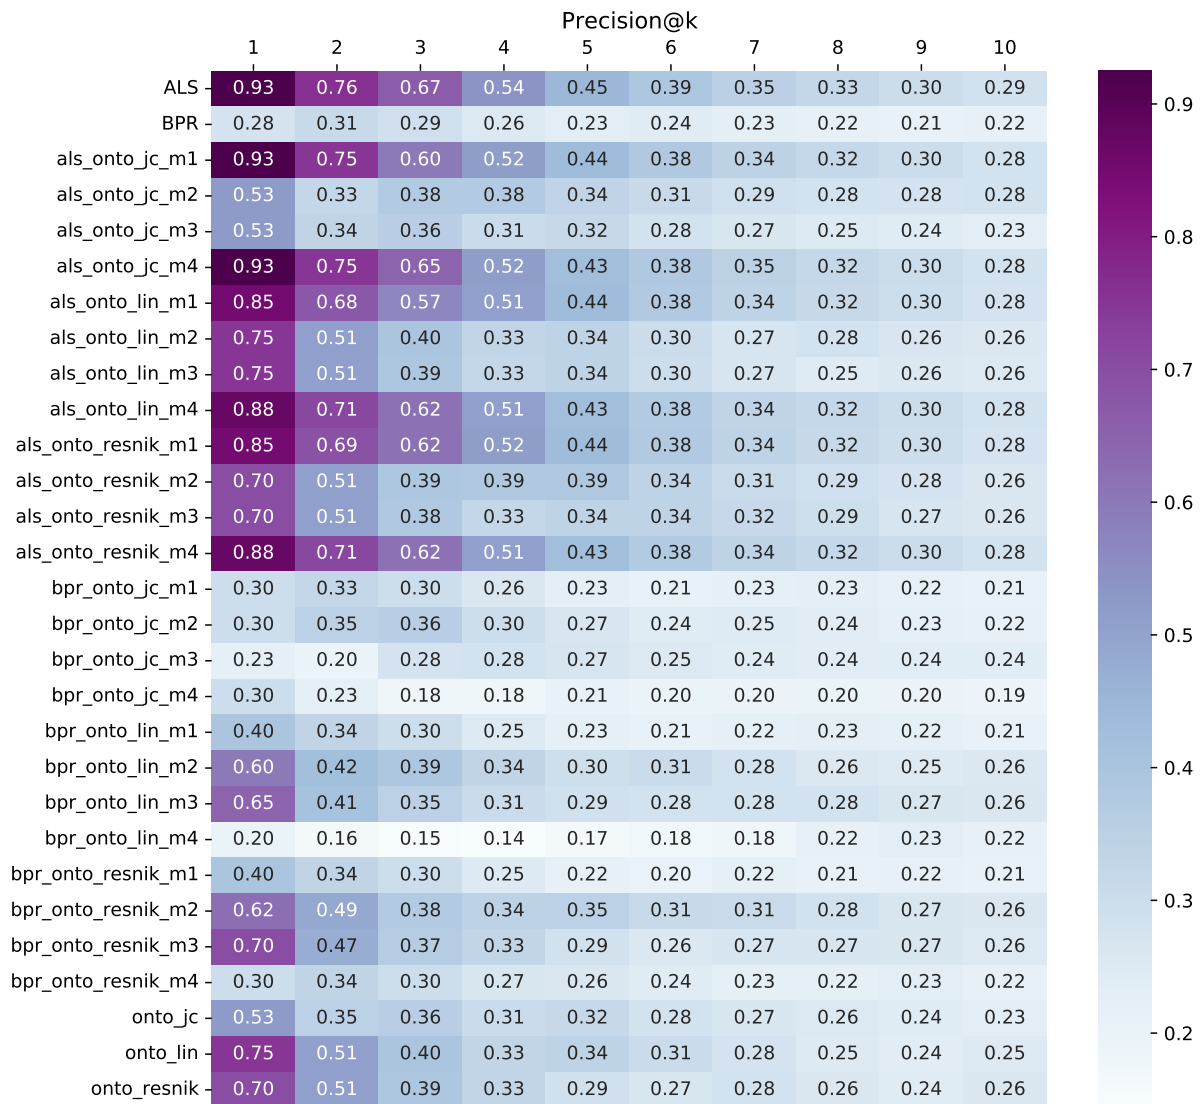 Precision@k
1 2 3 4 5 6 7 8 9 10
ALS 0.93 0.76 0.67 0.54 0.45 0.39 0.35 0.33 0.30 0.29
BPR 0.28 0.31 0.29 0.26 0.23 0.24 0.23 0.22 0.21 0.22
als_onto_jc_m1 0.93 0.75 0.60 0.52 0.44 0.38 0.34 0.32 0.30 0.28
als_onto_jc_m2 0.53 0.33 0.38 0.38 0.34 0.31 0.29 0.28 0.28 0.28
als_onto_jc_m3 0.53 0.34 0.36 0.31 0.32 0.28 0.27 0.25 0.24 0.23
als_onto_jc_m4 0.93 0.75 0.65 0.52 0.43 0.38 0.35 0.32 0.30 0.28
als_onto_lin_m1 0.85 0.68 0.57 0.51 0.44 0.38 0.34 0.32 0.30 0.28
als_onto_lin_m2 0.75 0.51 0.40 0.33 0.34 0.30 0.27 0.28 0.26 0.26
als_onto_lin_m3 0.75 0.51 0.39 0.33 0.34 0.30 0.27 0.25 0.26 0.26
als_onto_lin_m4 0.88 0.71 0.62 0.51 0.43 0.38 0.34 0.32 0.30 0.28
als_onto_resnik_m1 0.85 0.69 0.62 0.52 0.44 0.38 0.34 0.32 0.30 0.28
als_onto_resnik_m2 0.70 0.51 0.39 0.39 0.39 0.34 0.31 0.29 0.28 0.26
als_onto_resnik_m3 0.70 0.51 0.38 0.33 0.34 0.34 0.32 0.29 0.27 0.26
als_onto_resnik_m4 0.88 0.71 0.62 0.51 0.43 0.38 0.34 0.32 0.30 0.28
bpr_onto_jc_m1 0.30 0.33 0.30 0.26 0.23 0.21 0.23 0.23 0.22 0.21
bpr_onto_jc_m2 0.30 0.35 0.36 0.30 0.27 0.24 0.25 0.24 0.23 0.22
bpr_onto_jc_m3 0.23 0.20 0.28 0.28 0.27 0.25 0.24 0.24 0.24 0.24
bpr_onto_jc_m4 0.30 0.23 0.18 0.18 0.21 0.20 0.20 0.20 0.20 0.19
bpr_onto_lin_m1 0.40 0.34 0.30 0.25 0.23 0.21 0.22 0.23 0.22 0.21
bpr_onto_lin_m2 0.60 0.42 0.39 0.34 0.30 0.31 0.28 0.26 0.25 0.26
bpr_onto_lin_m3 0.65 0.41 0.35 0.31 0.29 0.28 0.28 0.28 0.27 0.26
bpr_onto_lin_m4 0.20 0.16 0.15 0.14 0.17 0.18 0.18 0.22 0.23 0.22
bpr_onto_resnik_m1 0.40 0.34 0.30 0.25 0.22 0.20 0.22 0.21 0.22 0.21
bpr_onto_resnik_m2 0.62 0.49 0.38 0.34 0.35 0.31 0.31 0.28 0.27 0.26
bpr_onto_resnik_m3 0.70 0.47 0.37 0.33 0.29 0.26 0.27 0.27 0.27 0.26
bpr_onto_resnik_m4 0.30 0.34 0.30 0.27 0.26 0.24 0.23 0.22 0.23 0.22
onto_jc 0.53 0.35 0.36 0.31 0.32 0.28 0.27 0.26 0.24 0.23
onto_lin 0.75 0.51 0.40 0.33 0.34 0.31 0.28 0.25 0.24 0.25
onto_resnik 0.70 0.51 0.39 0.33 0.29 0.27 0.28 0.26 0.24 0.26
0.9
0.8
0.7
0.6
0.5
0.4
0.3
0.2